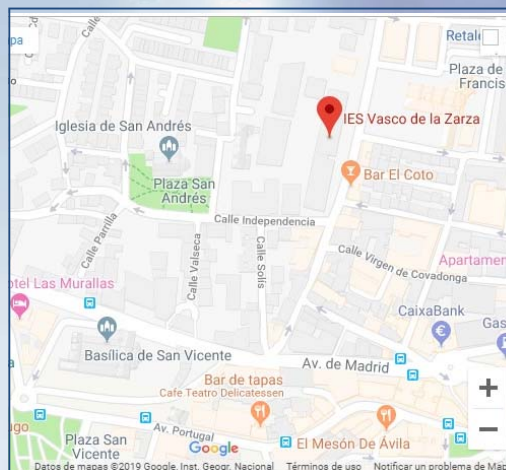 pa
Calle
Retal
Plaza de
Francis
IES Vasco de la Zarza
Iglesia de San Andrés
Bar El Coto
Plaza San
Andrés
Calle Independencia
Calle Parrilla
Calle Valseca
Calle Solís
Calle Virgen de Covadonga
Apartamen
otel Las Murallas
CaixaBank
Gas
Basílica de San Vicente
Av. de Madrid
Bar de tapas
Cafe Teatro Delicatessen
+
ugo
Plaza San
Vicente
Av. Portugal
El Mesón De Ávila
−
Google
Datos de mapas ©2019 Google, Inst. Geogr. Nacional
Términos de uso
Notificar un problema de Map